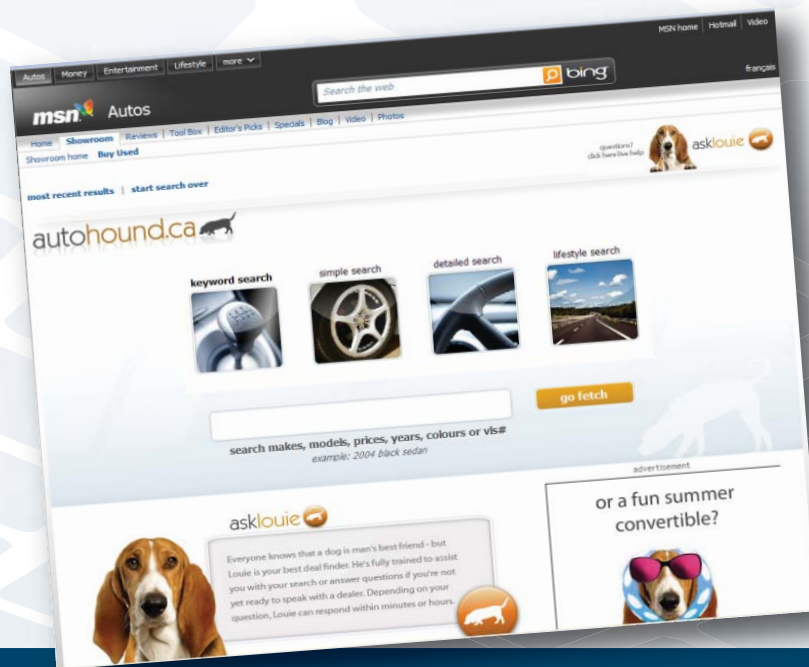 MSN home | Hotmail | Video
Autos Money Entertainment Lifestyle more
msn Autos
Search the web
bing
français
Home Showroom Reviews | Tool Box | Editor's Picks | Specials | Blog | Video | Photos
Showroom home Buy Used
questions?
click here live help
asklouie
most recent results | start search over
autohound.ca
keyword search
simple search
detailed search
lifestyle search
go fetch
search makes, models, prices, years, colours or vls#
example: 2004 black sedan
advertisement
asklouie
Everyone knows that a dog is man's best friend - but
Louie is your best deal finder. He's fully trained to assist
you with your search or answer questions if you're not
yet ready to speak with a dealer. Depending on your
question, Louie can respond within minutes or hours.
or a fun summer
convertible?